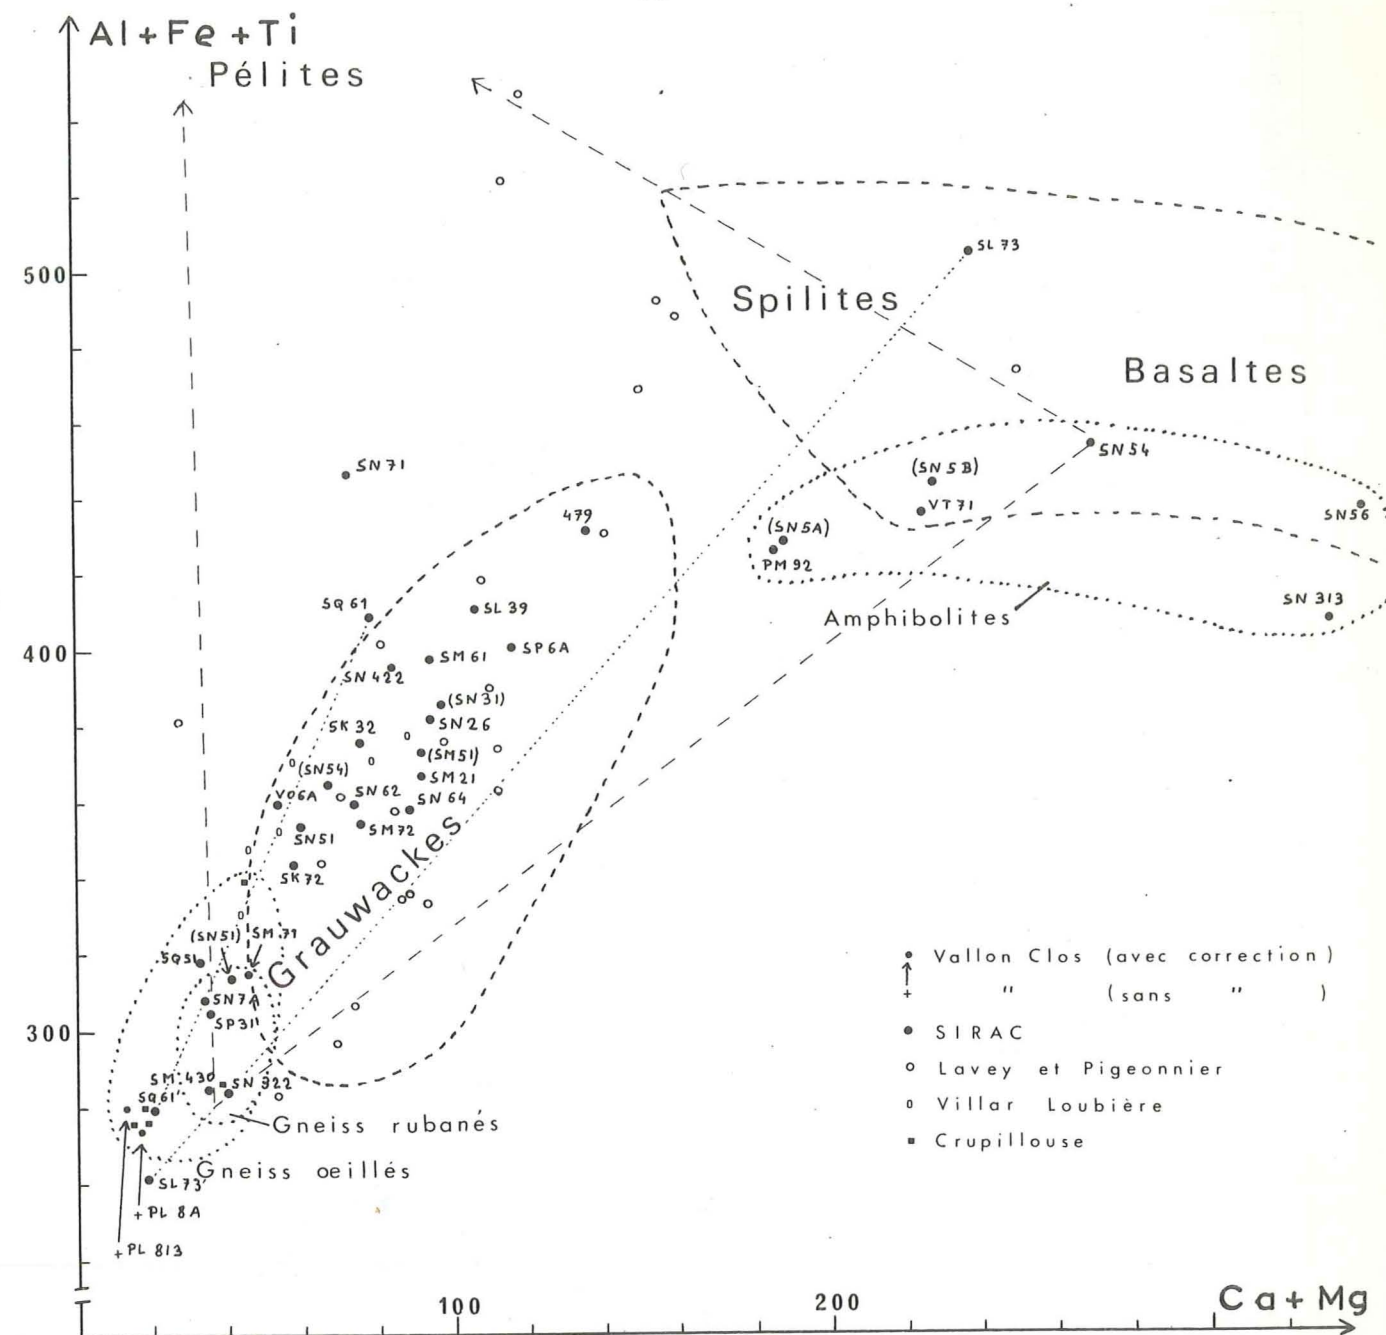 Al+Fe+Ti
Pélites
SL 73
500
Spilites
Basaltes
SN 54
SN 71
(SN 5B)
VT 71
SN 56
479
(SN5A)
PM 92
SQ 61
SL 39
SN 313
Amphibolites
400
SM 61
SP 6A
SN 422
(SN 31)
SN 26
SK 32
(SM51)
(SN54)
SM 21
VO6A
SN 62
SN 64
SM 72
SN51
SK 72
Grauwackes
(SN51)
SM 71
SQ51
SN7A
SP31
300
SM 430
SN 322
SQ61'
Gneiss rubanés
Gneiss oeillés
SL 73'
+ PL 8A
+ PL 813
Vallon Clos (avec correction)
+ " (sans " )
SIRAC
Lavey et Pigeonnier
Villar Loubière
Crupillouse
100
200
Ca+Mg